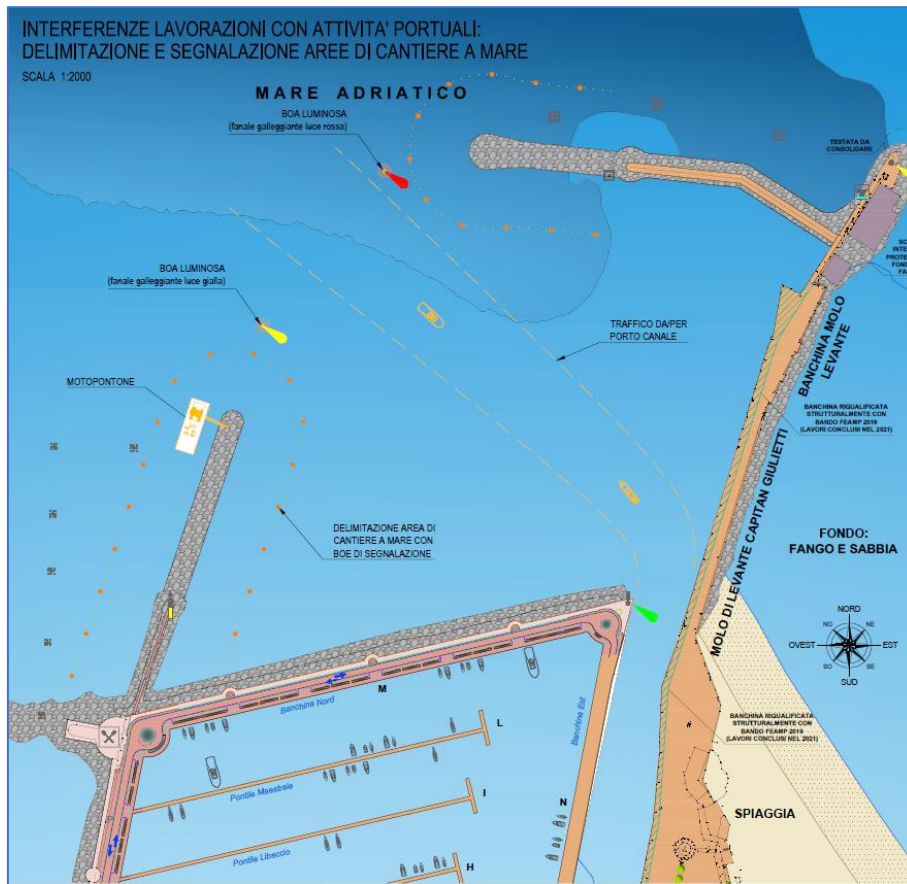 INTERFERENZE LAVORAZIONI CON ATTIVITA' PORTUALI:
DELIMITAZIONE E SEGNALAZIONE AREE DI CANTIERE A MARE
SCALA 1:2000
MARE ADRIATICO
BOA LUMINOSA
(fanale galleggiante luce rossa)
TESTATA DA
CONSOLIDARE
BOA LUMINOSA
(fanale galleggiante luce gialla)
TRAFFICO DA/PER
PORTO CANALE
MOTOPONTONE
BANCHINA MOLO
LEVANTE
BANCHINA RIQUALIFICATA
STRUTTURALMENTE CON
BANDO FEAMP 2019
(LAVORI CONCLUSI NEL 2021)
MOLO DI LEVANTE CAPITAN GIULIETTI
DELIMITAZIONE AREA DI
CANTIERE A MARE CON
BOE DI SEGNALAZIONE
FONDO:
FANGO E SABBIA
NORD
NO
NE
OVEST
EST
SO
SE
SUD
M
Banchina Nord
Banchina Est
L
Pontile Maestrale
I
Pontile Libeccio
N
H
BANCHINA RIQUALIFICATA
STRUTTURALMENTE CON
BANDO FEAMP 2019
(LAVORI CONCLUSI NEL 2021)
SPIAGGIA